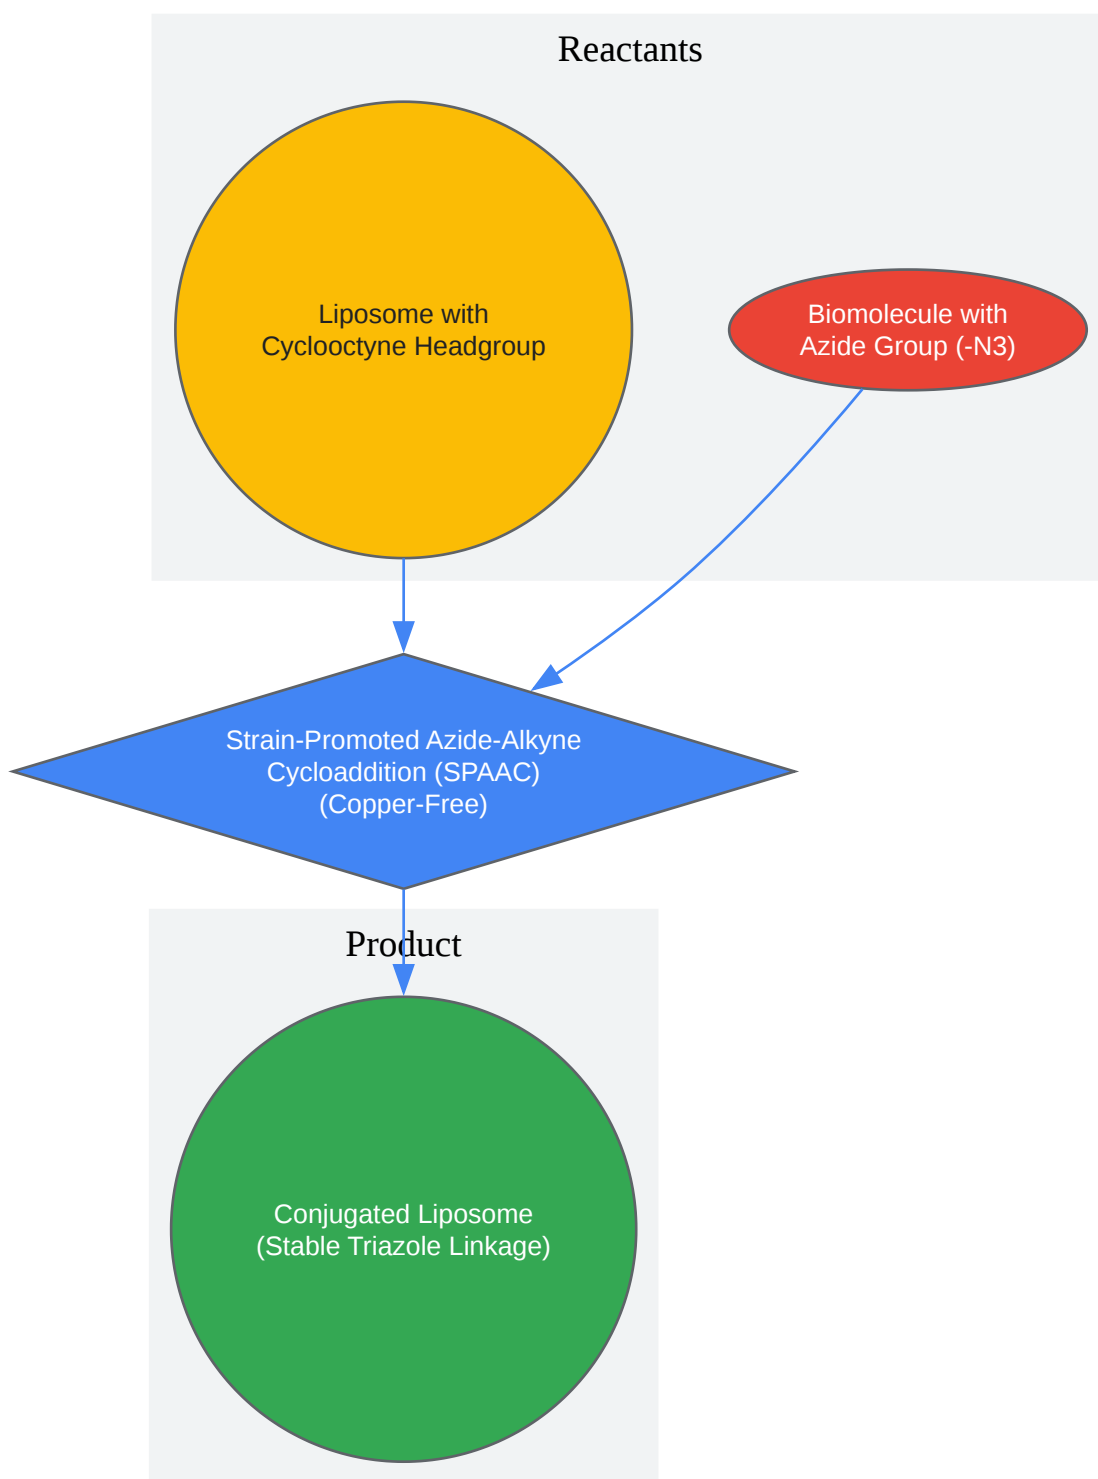 Reactants
Liposome with
Cyclooctyne Headgroup
Biomolecule with
Azide Group (-N3)
Strain-Promoted Azide-Alkyne
Cycloaddition (SPAAC)
(Copper-Free)
Product
Conjugated Liposome
(Stable Triazole Linkage)